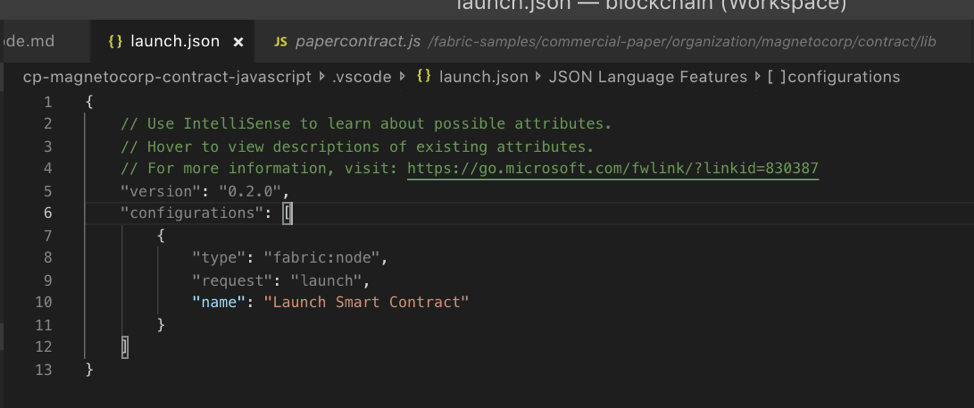 launch.json — blockchain (Workspace)
de.md {} launch.json × JS papercontract.js /fabric-samples/commercial-paper/organization/magnetocorp/contract/lib
cp-magnetocorp-contract-javascript ▸ .vscode ▸ {} launch.json ▸ JSON Language Features ▸ [ ]configurations
1 {
2 // Use IntelliSense to learn about possible attributes.
3 // Hover to view descriptions of existing attributes.
4 // For more information, visit: https://go.microsoft.com/fwlink/?linkid=830387
5 "version": "0.2.0",
6 "configurations": [
7 {
8 "type": "fabric:node",
9 "request": "launch",
10 "name": "Launch Smart Contract"
11 }
12 ]
13 }